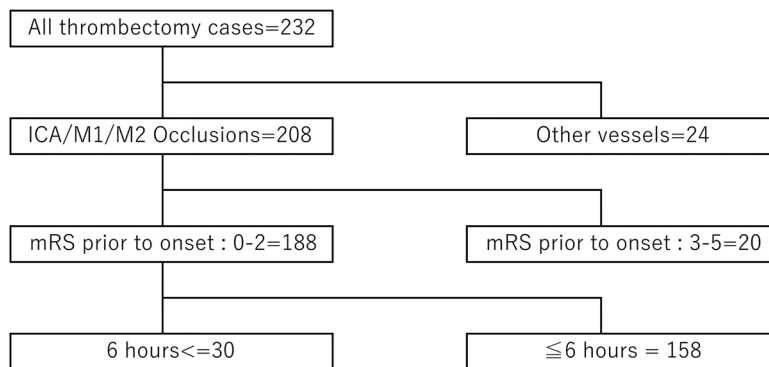 All thrombectomy cases=232
ICA/M1/M2 Occlusions=208
Other vessels=24
mRS prior to onset : 0-2=188
mRS prior to onset : 3-5=20
6 hours<=30
≦6 hours = 158